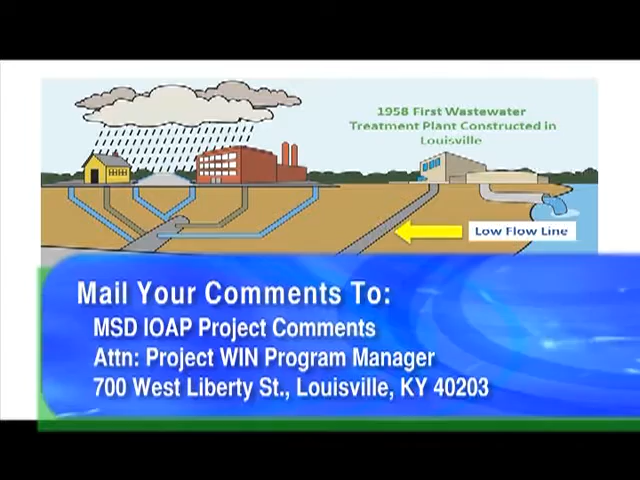 1958 First Wastewater
Treatment Plant Constructed in
Louisville
Low Flow Line
Mail Your Comments To:
MSD IOAP Project Comments
Attn: Project WIN Program Manager
700 West Liberty St., Louisville, KY 40203